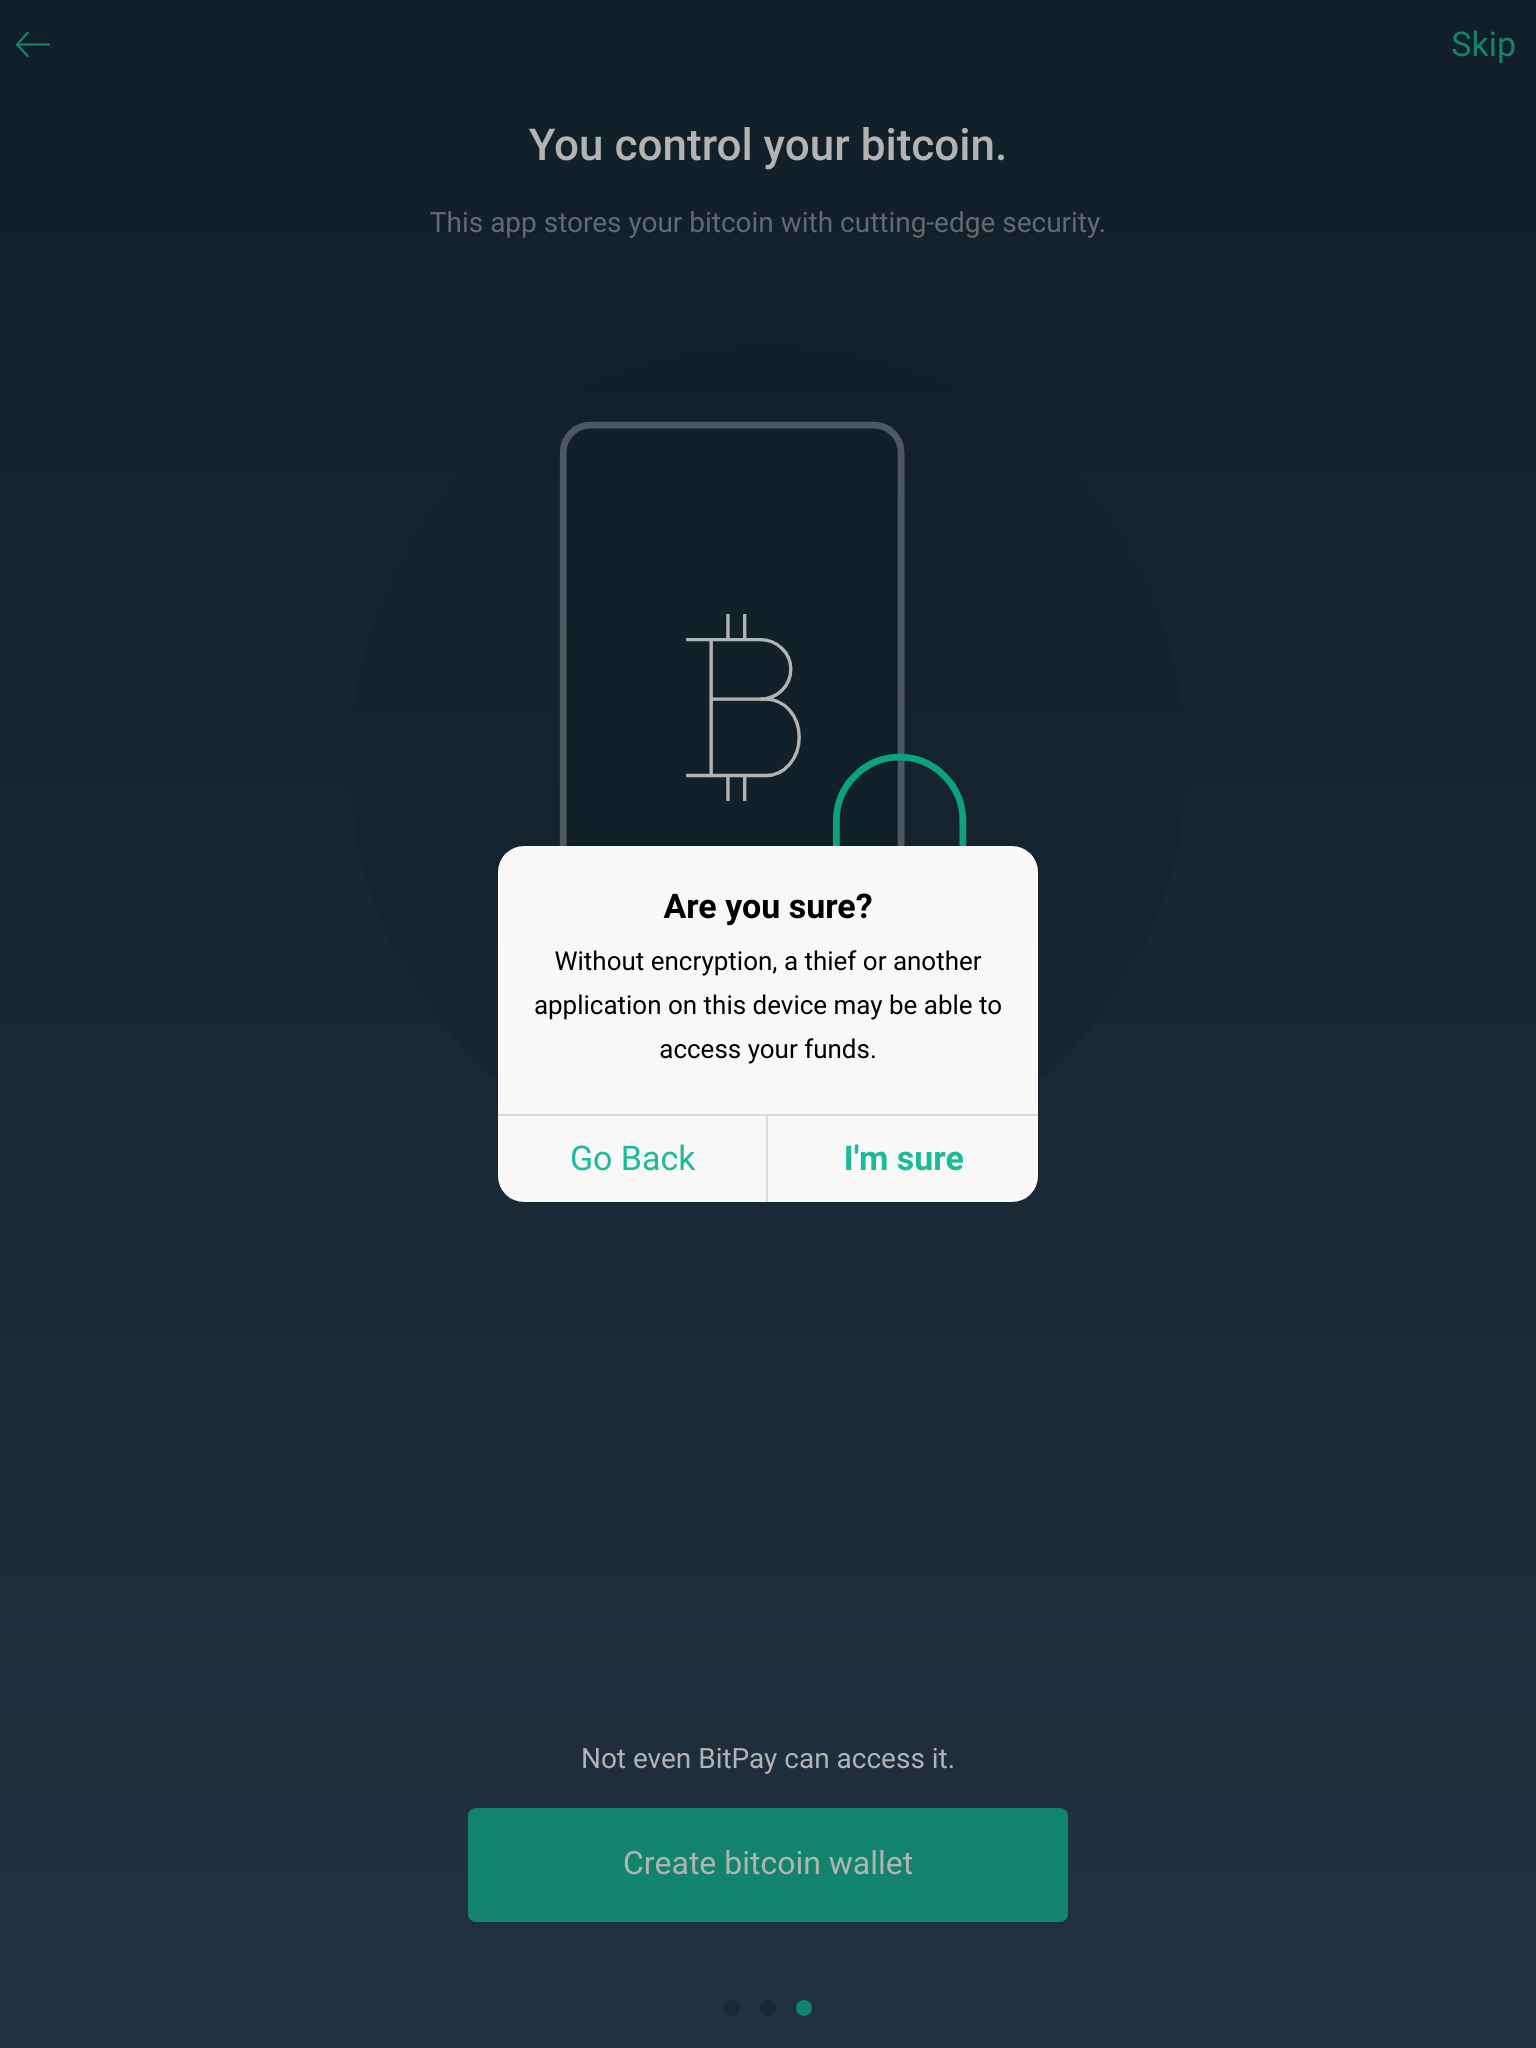 Skip
You control your bitcoin.
This app stores your bitcoin with cutting-edge security.
Are you sure?
Without encryption, a thief or another
application on this device may be able to
access your funds.
Go Back
I'm sure
Not even BitPay can access it.
Create bitcoin wallet